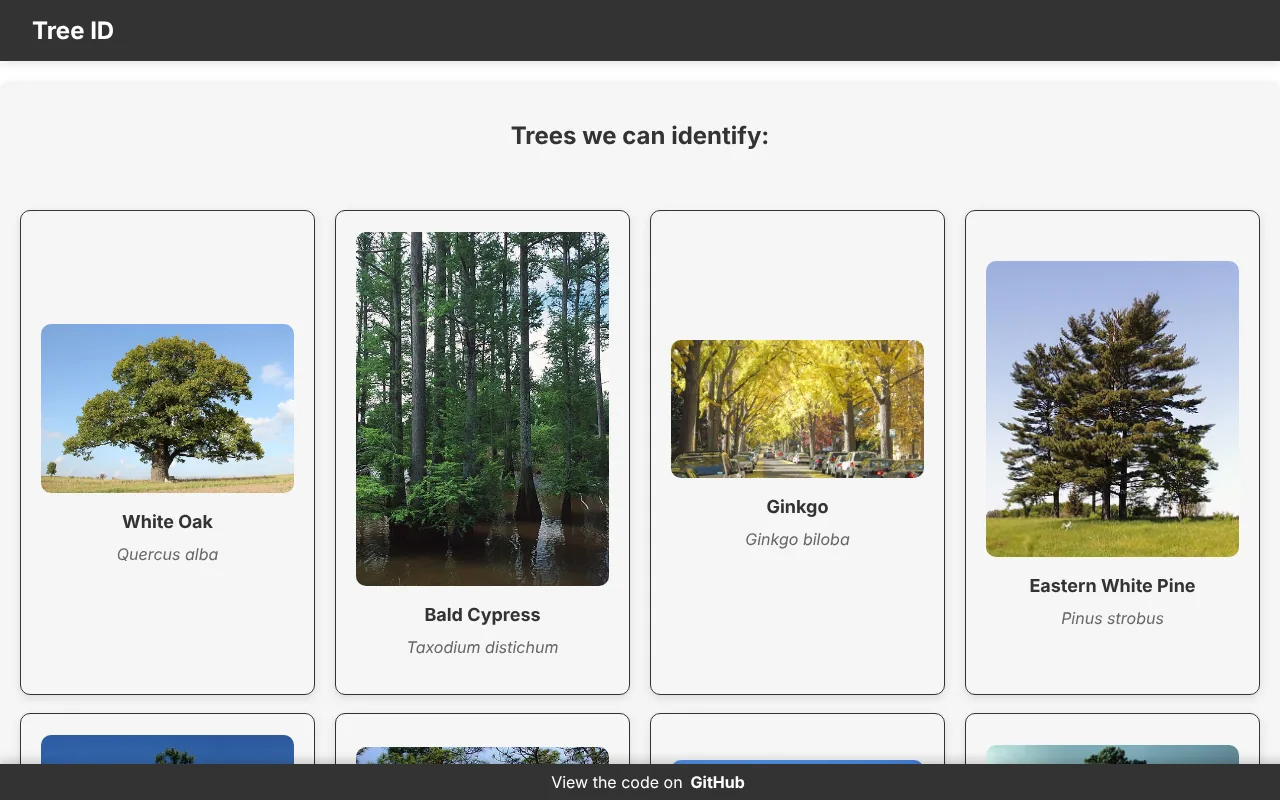 Tree ID
Trees we can identify:
White Oak
Quercus alba
Bald Cypress
Taxodium distichum
Ginkgo
Ginkgo biloba
Eastern White Pine
Pinus strobus
View the code on GitHub